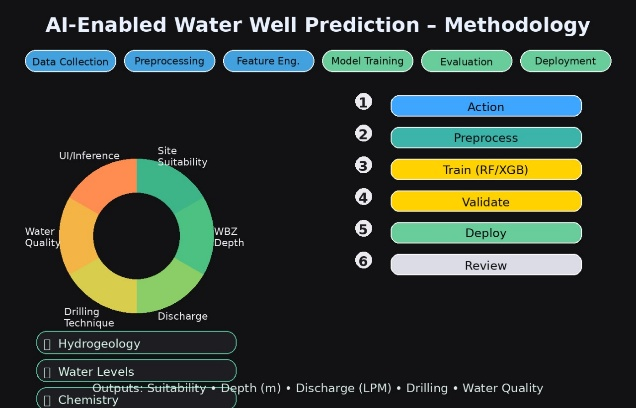 AI-Enabled Water Well Prediction – Methodology
Data Collection
Preprocessing
Feature Eng.
Model Training
Evaluation
Deployment
1 Action
2 Preprocess
3 Train (RF/XGB)
4 Validate
5 Deploy
6 Review
UI/Inference
Site
Suitability
Water
Quality
WBZ
Depth
Drilling
Technique
Discharge
Hydrogeology
Water Levels
Outputs: Suitability • Depth (m) • Discharge (LPM) • Drilling • Water Quality
Chemistry